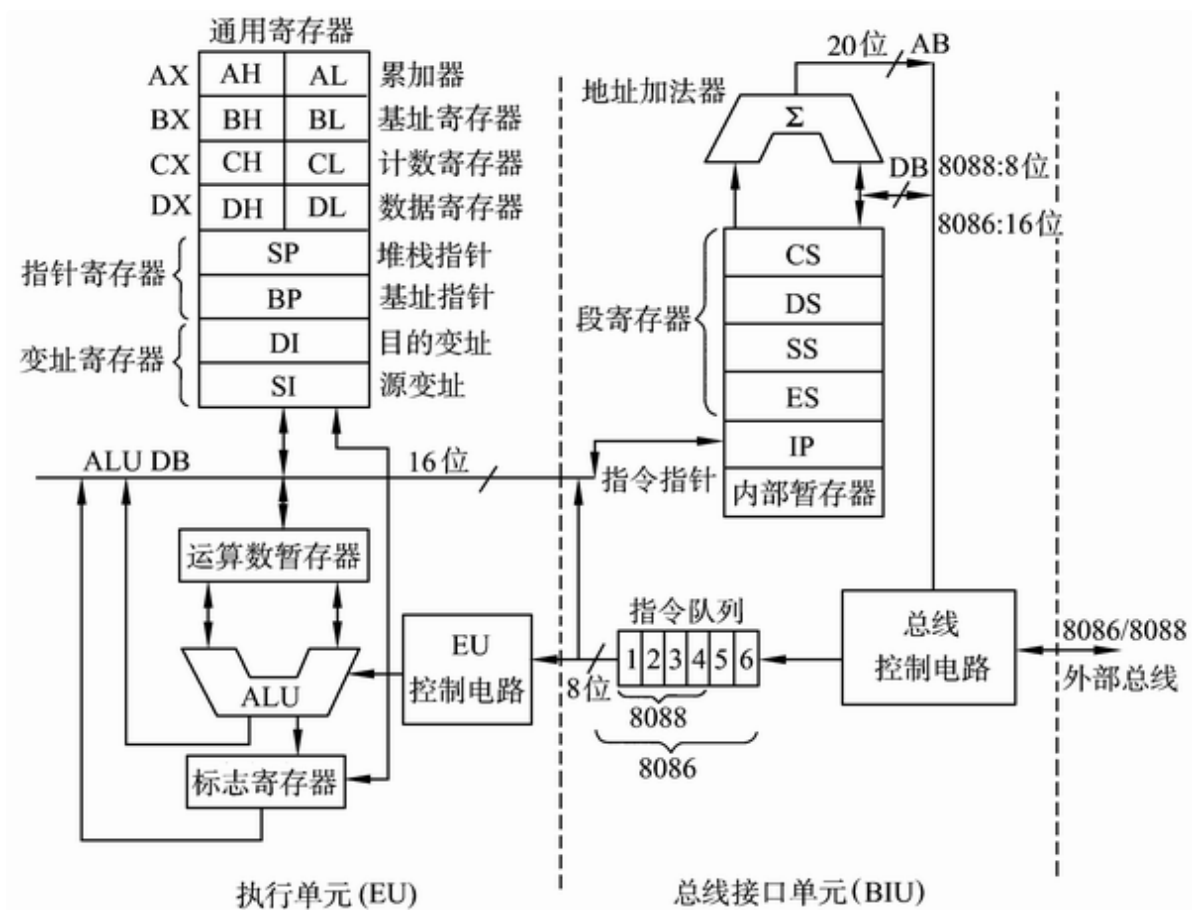 通用寄存器
AX AH AL 累加器
BX BH BL 基址寄存器
CX CH CL 计数寄存器
DX DH DL 数据寄存器
指针寄存器
SP 堆栈指针
BP 基址指针
变址寄存器
DI 目的变址
SI 源变址
ALU DB
16位
运算数暂存器
ALU
标志寄存器
EU
控制电路
执行单元(EU)
20位 AB
地址加法器
Σ
DB
8088:8位
8086:16位
段寄存器
CS
DS
SS
ES
IP
指令指针
内部暂存器
指令队列
1 2 3 4 5 6
8位
8088
8086
总线
控制电路
8086/8088
外部总线
总线接口单元(BIU)